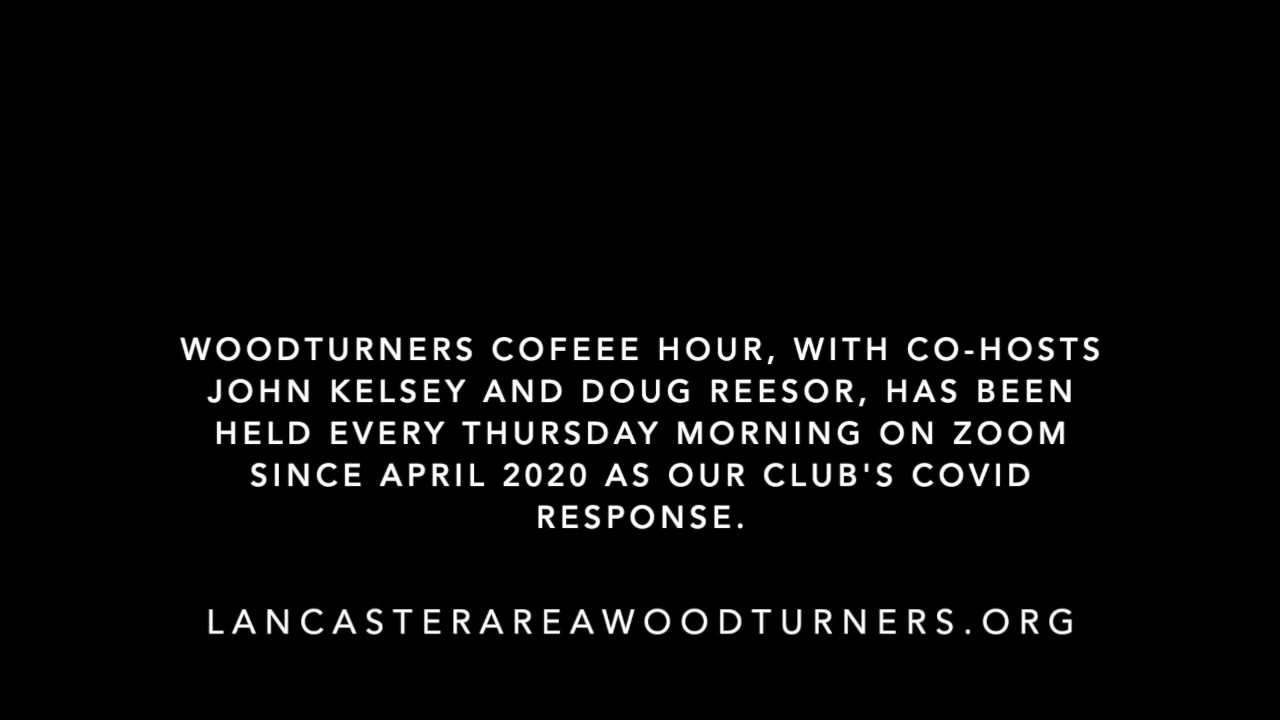 WOODTURNERS COFEEE HOUR, WITH CO-HOSTS
JOHN KELSEY AND DOUG REESOR, HAS BEEN
HELD EVERY THURSDAY MORNING ON ZOOM
SINCE APRIL 2020 AS OUR CLUB'S COVID
RESPONSE.
LANCASTERAREAWOODTURNERS.ORG